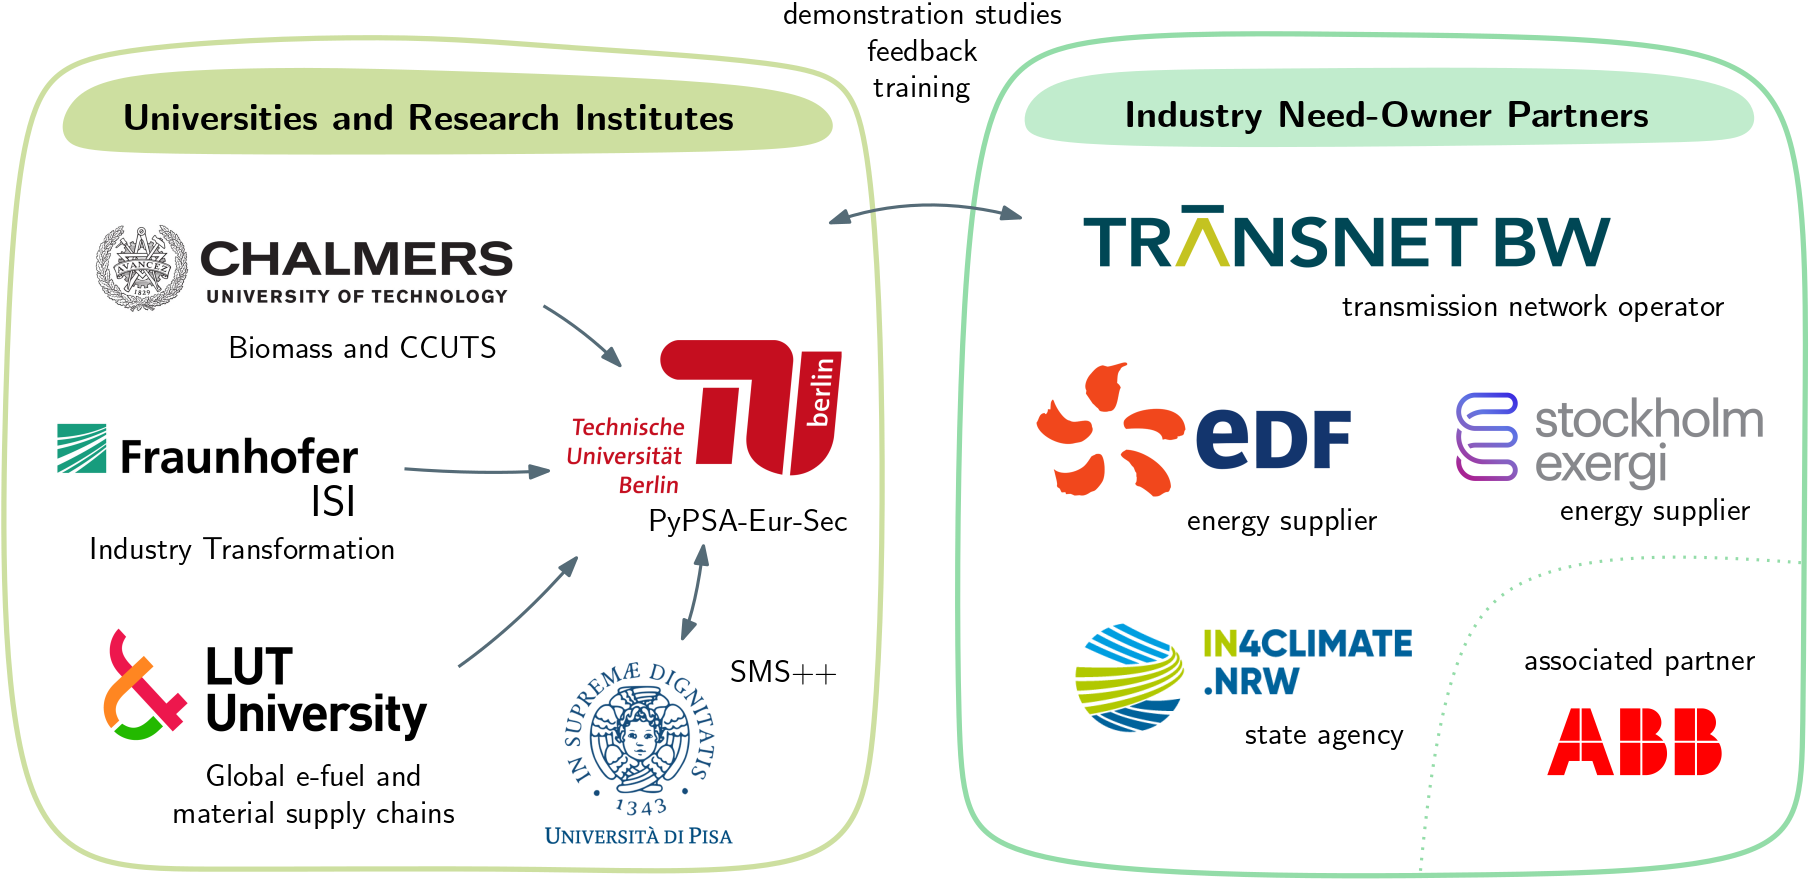 demonstration studies
feedback
training
Universities and Research Institutes
CHALMERS
UNIVERSITY OF TECHNOLOGY
AVANCEZ
1829
Biomass and CCUTS
Fraunhofer
ISI
Industry Transformation
LUT
University
Global e-fuel and
material supply chains
berlin
Technische
Universität
Berlin
PyPSA-Eur-Sec
SMS++
IN SUPREMÆ DIGNITATIS
1343
UNIVERSITÀ DI PISA
Industry Need-Owner Partners
TRANSNET BW
transmission network operator
eDF
energy supplier
stockholm
exergi
energy supplier
IN4CLIMATE
.NRW
state agency
associated partner
ABB